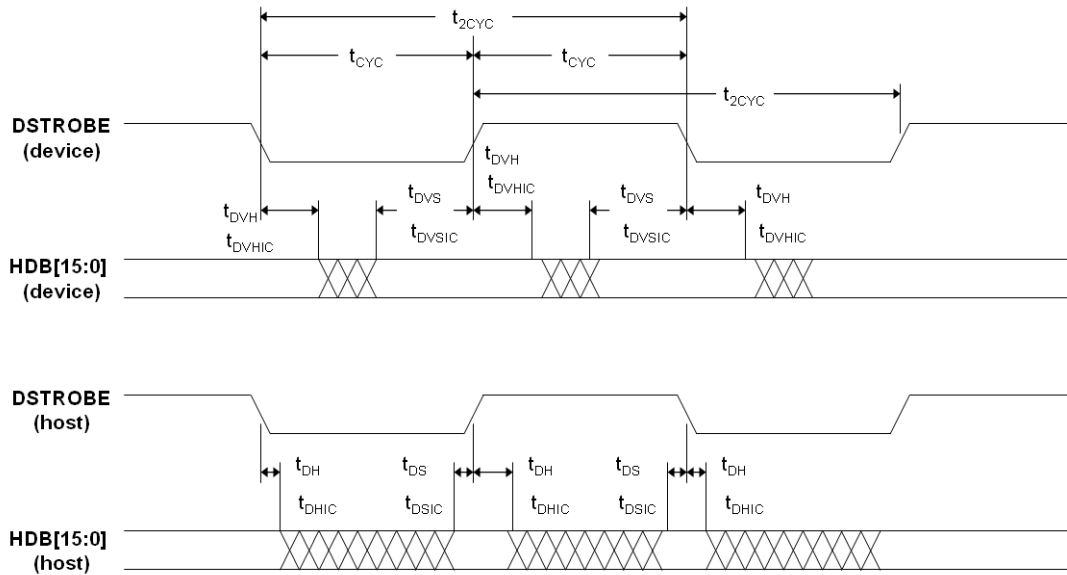 t2CYC
tCYC tCYC
t2CYC
DSTROBE
(device)
tDVH
tDVHIC
tDVS
tDVSIC
tDVH
tDVHIC
tDVS
tDVSIC
tDVH
tDVHIC
HDB[15:0]
(device)
DSTROBE
(host)
tDH
tDHIC
tDS
tDSIC
tDH
tDHIC
tDS
tDSIC
tDH
tDHIC
HDB[15:0]
(host)